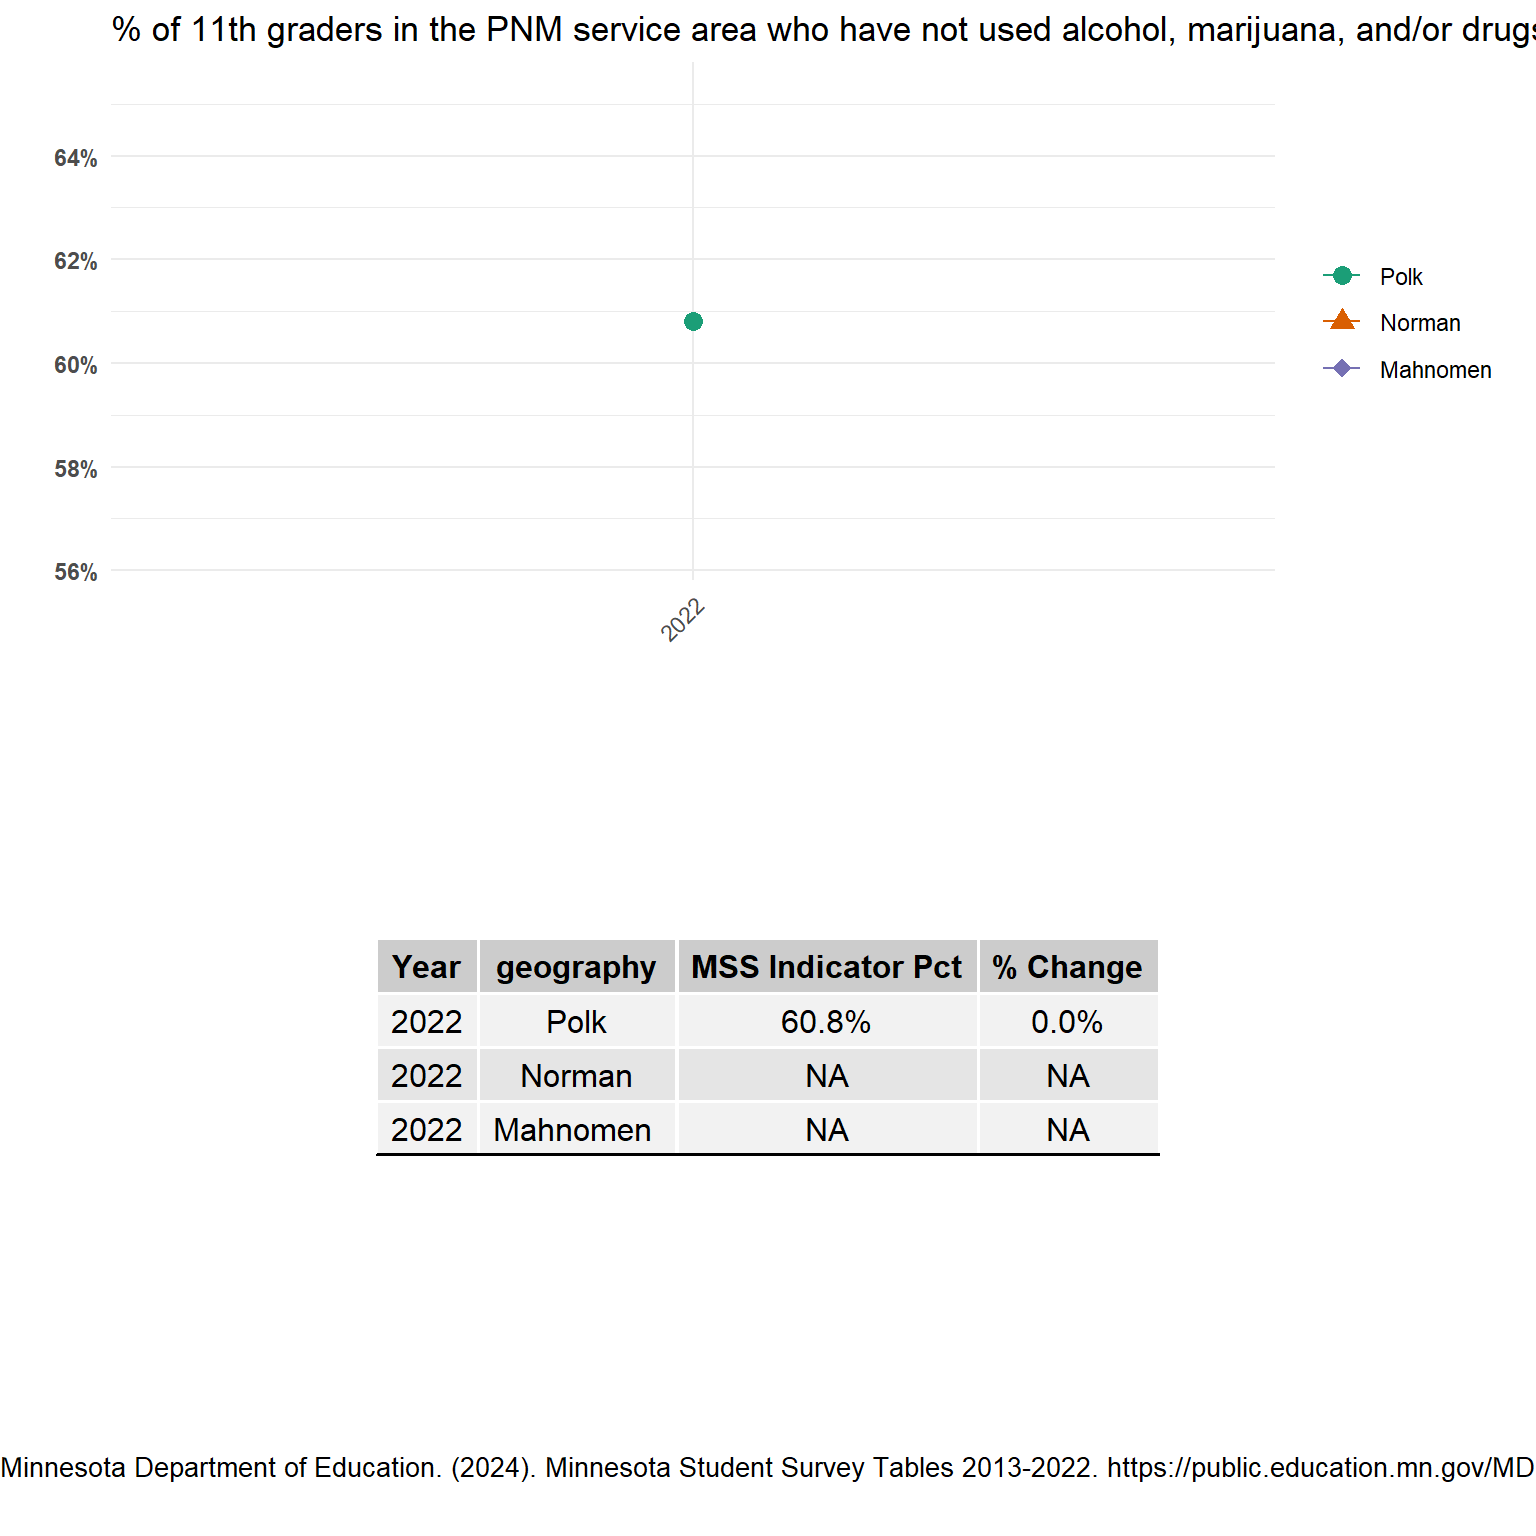 % of 11th graders in the PNM service area who have not used alcohol, marijuana, and/or drugs
64%
62%
60%
58%
56%
2022
Polk
Norman
Mahnomen
Year geography MSS Indicator Pct % Change
2022 Polk 60.8% 0.0%
2022 Norman NA NA
2022 Mahnomen NA NA
Minnesota Department of Education. (2024). Minnesota Student Survey Tables 2013-2022. https://public.education.mn.gov/MD